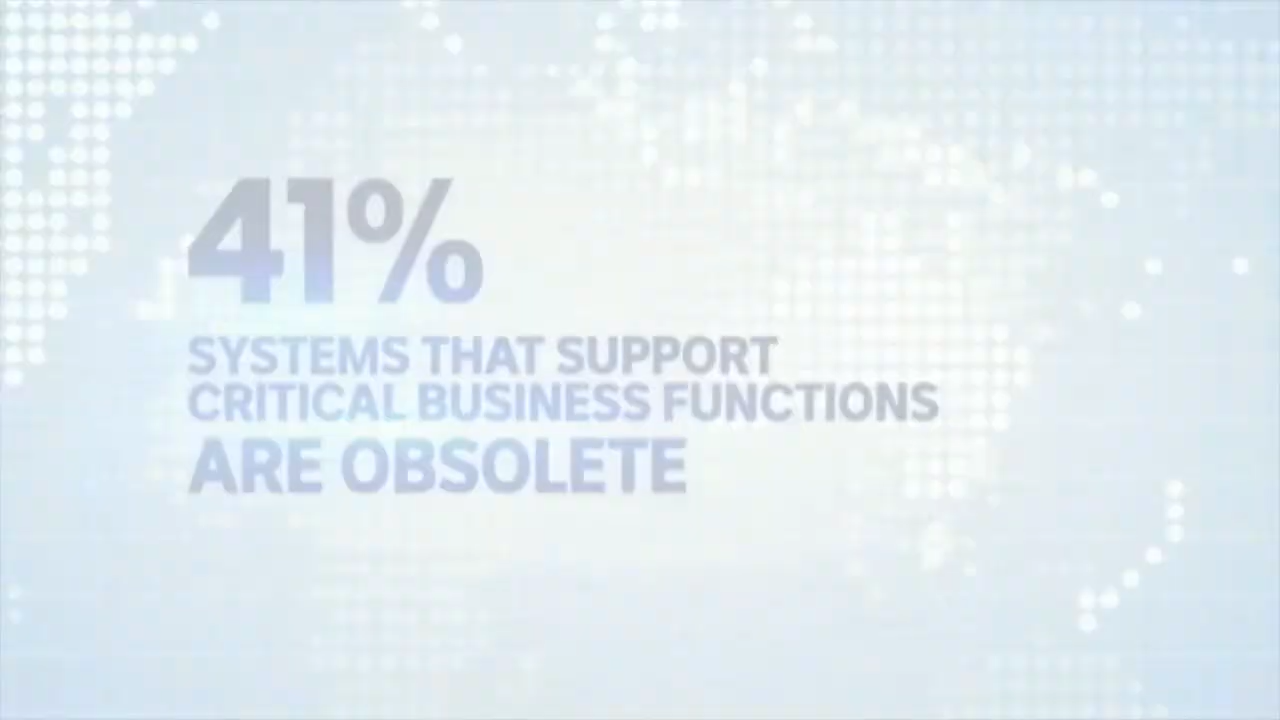 41%
SYSTEMS THAT SUPPORT
CRITICAL BUSINESS FUNCTIONS
ARE OBSOLETE